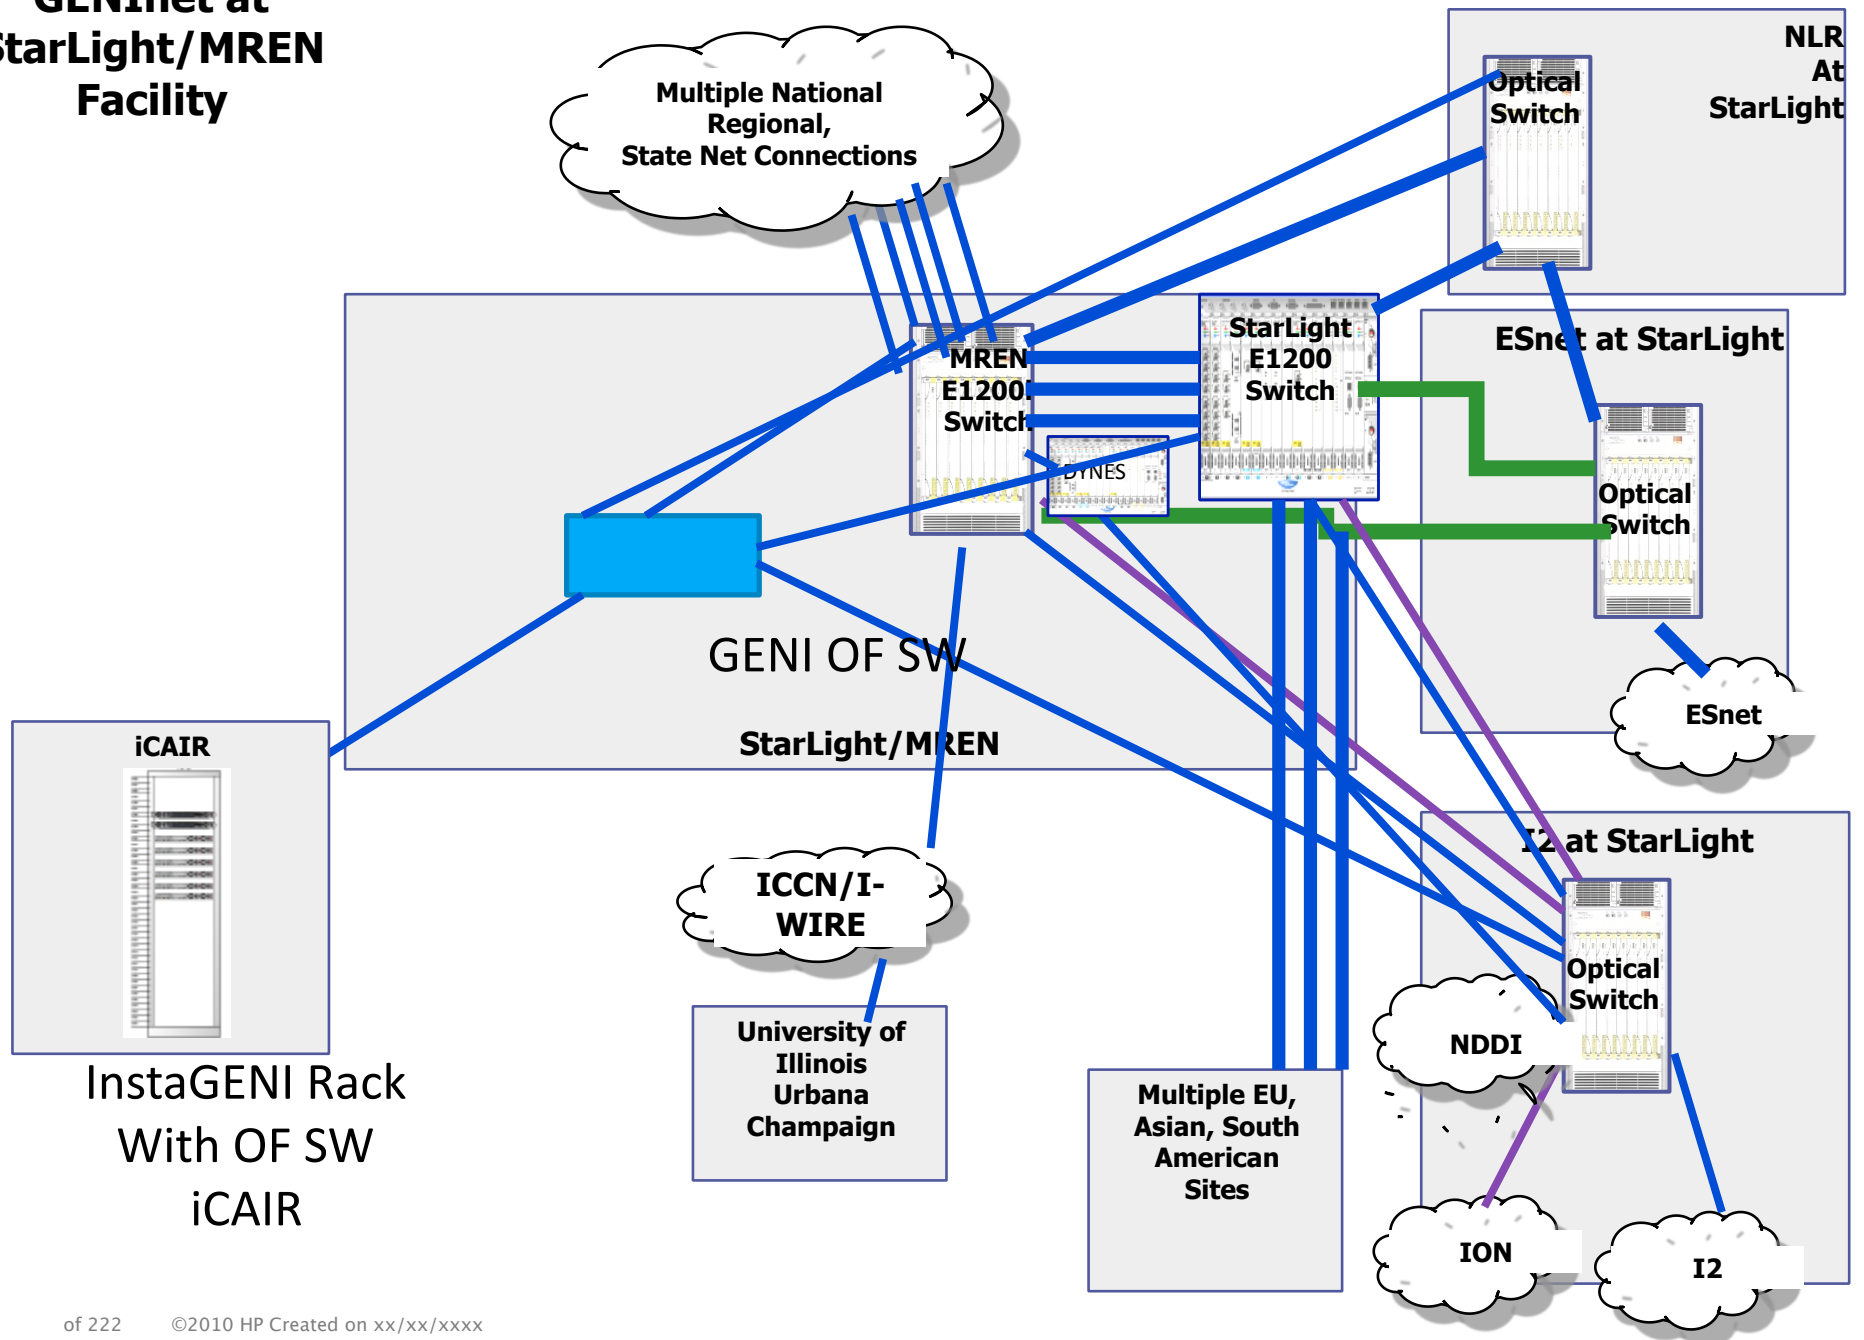 GENInet at
StarLight/MREN
Facility
Multiple National
Regional,
State Net Connections
NLR
At
StarLight
Optical
Switch
StarLight
E1200
Switch
MREN
E1200I
Switch
DYNES
ESnet at StarLight
Optical
Switch
ESnet
GENI OF SW
StarLight/MREN
iCAIR
InstaGENI Rack
With OF SW
iCAIR
ICCN/I-
WIRE
University of
Illinois
Urbana
Champaign
Multiple EU,
Asian, South
American
Sites
I2 at StarLight
Optical
Switch
NDDI
ION
I2
of 222 ©2010 HP Created on xx/xx/xxxx